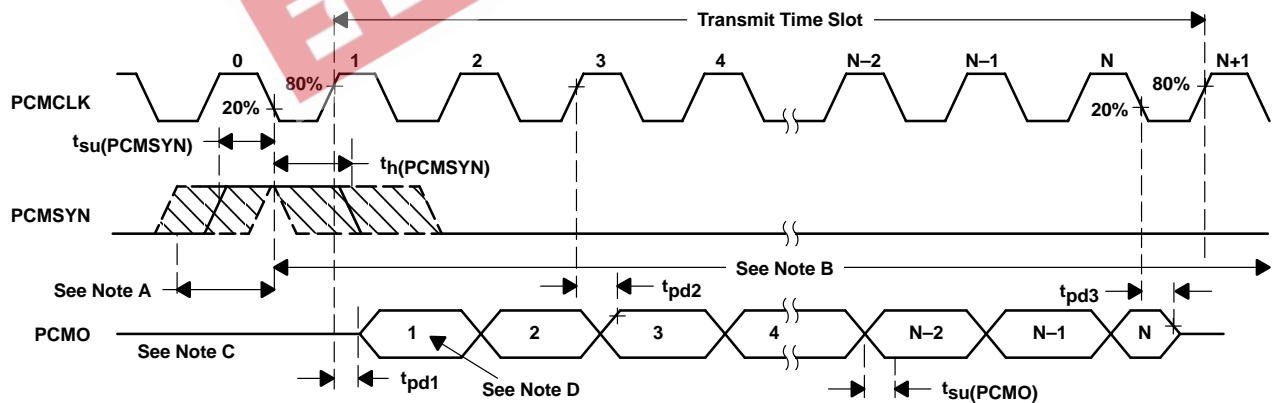 Transmit Time Slot
0 1 2 3 4 N–2 N–1 N N+1
PCMCLK
80%
20%
80%
20%
tsu(PCMSYN)
th(PCMSYN)
PCMSYN
See Note B
See Note A
tpd2
tpd3
PCMO
1 2 3 4 N–2 N–1 N
See Note C
tpd1
See Note D
tsu(PCMO)